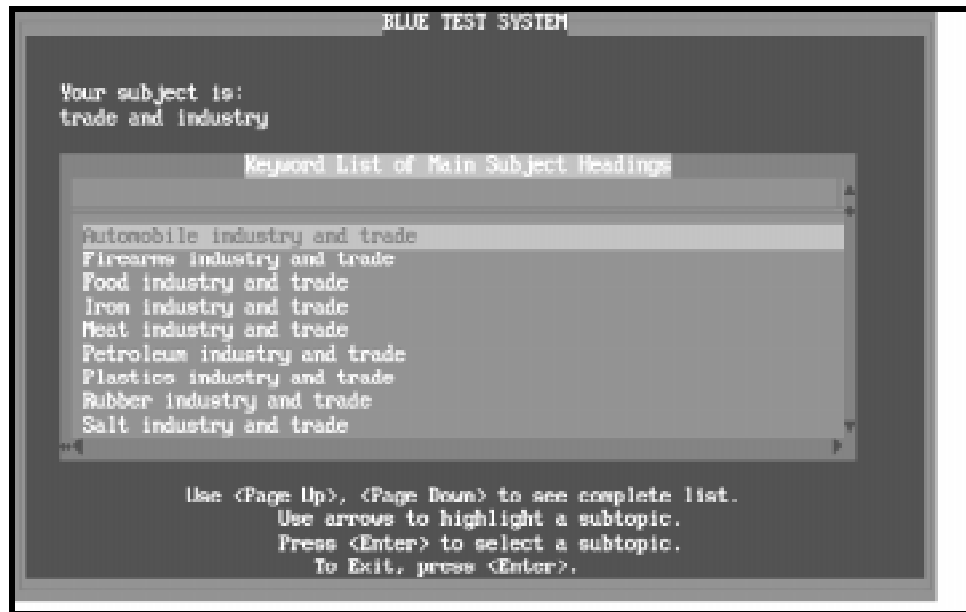 BLUE TEST SYSTEM
Your subject is:
trade and industry
Keyword List of Main Subject Headings
Automobile industry and trade
Firearms industry and trade
Food industry and trade
Iron industry and trade
Meat industry and trade
Petroleum industry and trade
Plastics industry and trade
Rubber industry and trade
Salt industry and trade
Use <Page Up>, <Page Down> to see complete list.
Use arrows to highlight a subtopic.
Press <Enter> to select a subtopic.
To Exit, press <Enter>.